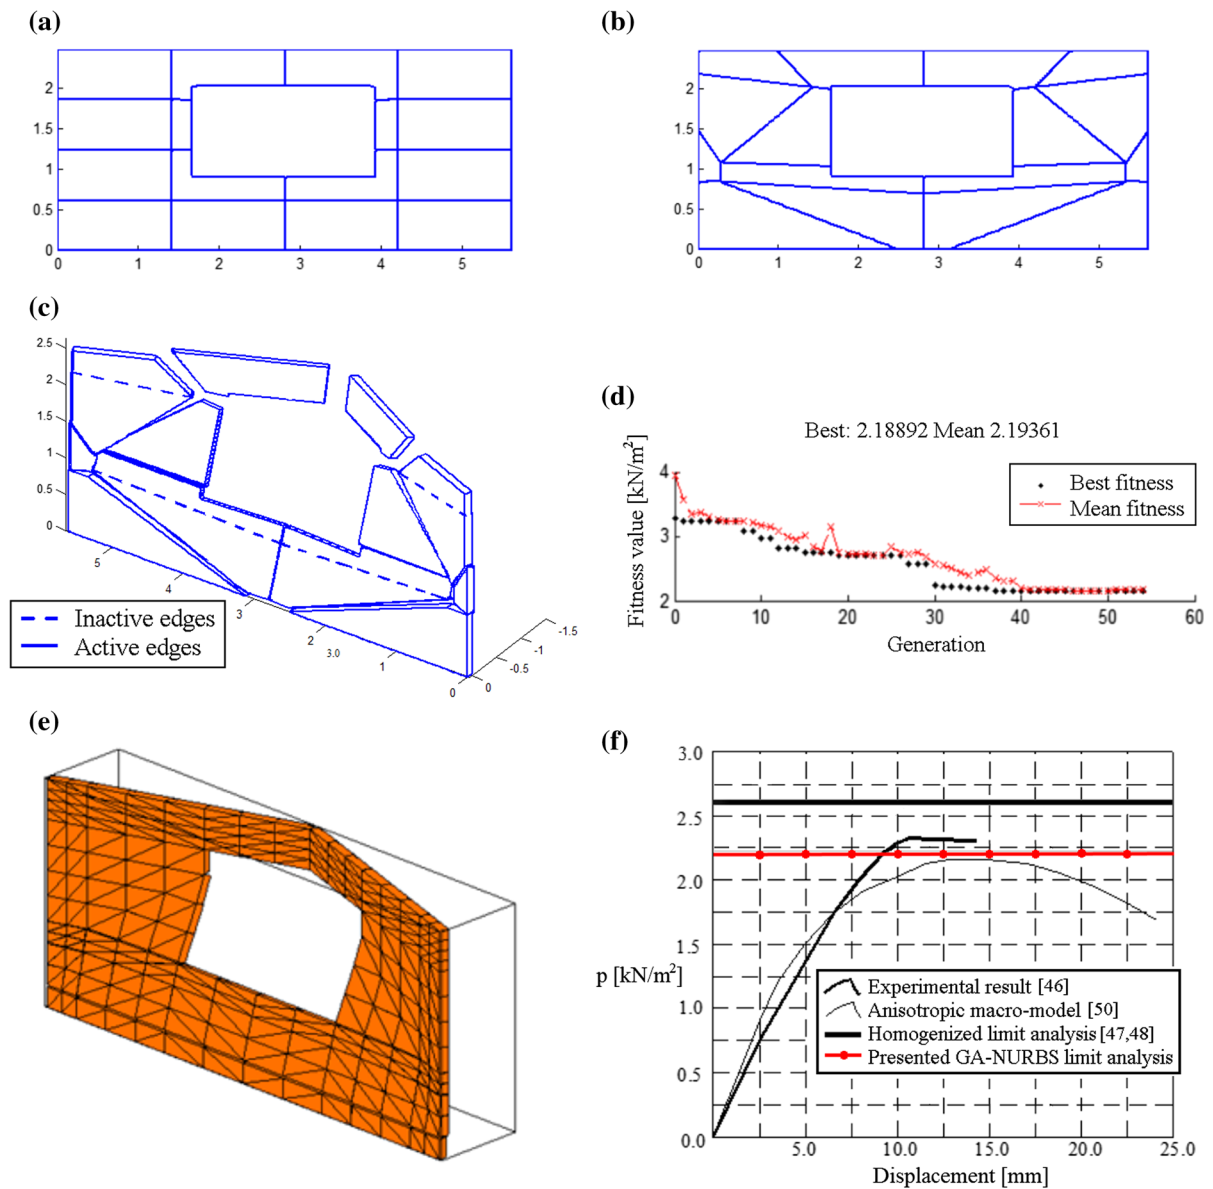 (a)
2
1.5
1
0.5
0
0 1 2 3 4 5
(b)
2
1.5
1
0.5
0
0 1 2 3 4 5
(c)
2.5
2
1.5
1
0.5
0
5
4
3
2
3.0
1
0
0
-0.5
-1
-1.5
Inactive edges
Active edges
(d)
Best: 2.18892 Mean 2.19361
Fitness value [kN/m²]
4
3
2
0 10 20 30 40 50 60
Generation
Best fitness
Mean fitness
(e)
(f)
3.0
2.5
2.0
1.5
p [kN/m²]
1.0
0.5
0.0
5.0 10.0 15.0 20.0 25.0
Displacement [mm]
Experimental result [46]
Anisotropic macro-model [50]
Homogenized limit analysis [47,48]
Presented GA-NURBS limit analysis